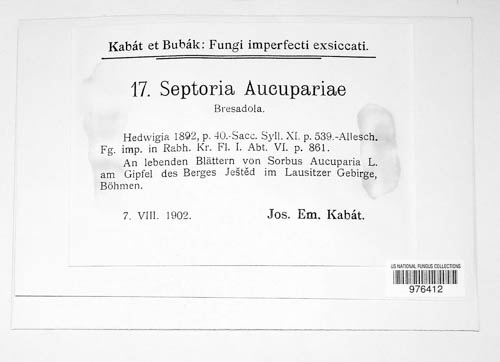 Kabát et Bubák: Fungi imperfecti exsiccati.
17. Septoria Aucupariae
Bresadola.
Hedwigia 1892, p. 40.-Sacc. Syll. XI. p. 539.-Allesch.
Fg. imp. in Rabh. Kr. Fl. I. Abt. VI. p. 861.
An lebenden Blättern von Sorbus Aucuparia L.
am Gipfel des Berges Ještěd im Lausitzer Gebirge,
Böhmen.
7. VIII. 1902. Jos. Em. Kabát.
US NATIONAL FUNGUS COLLECTIONS
976412